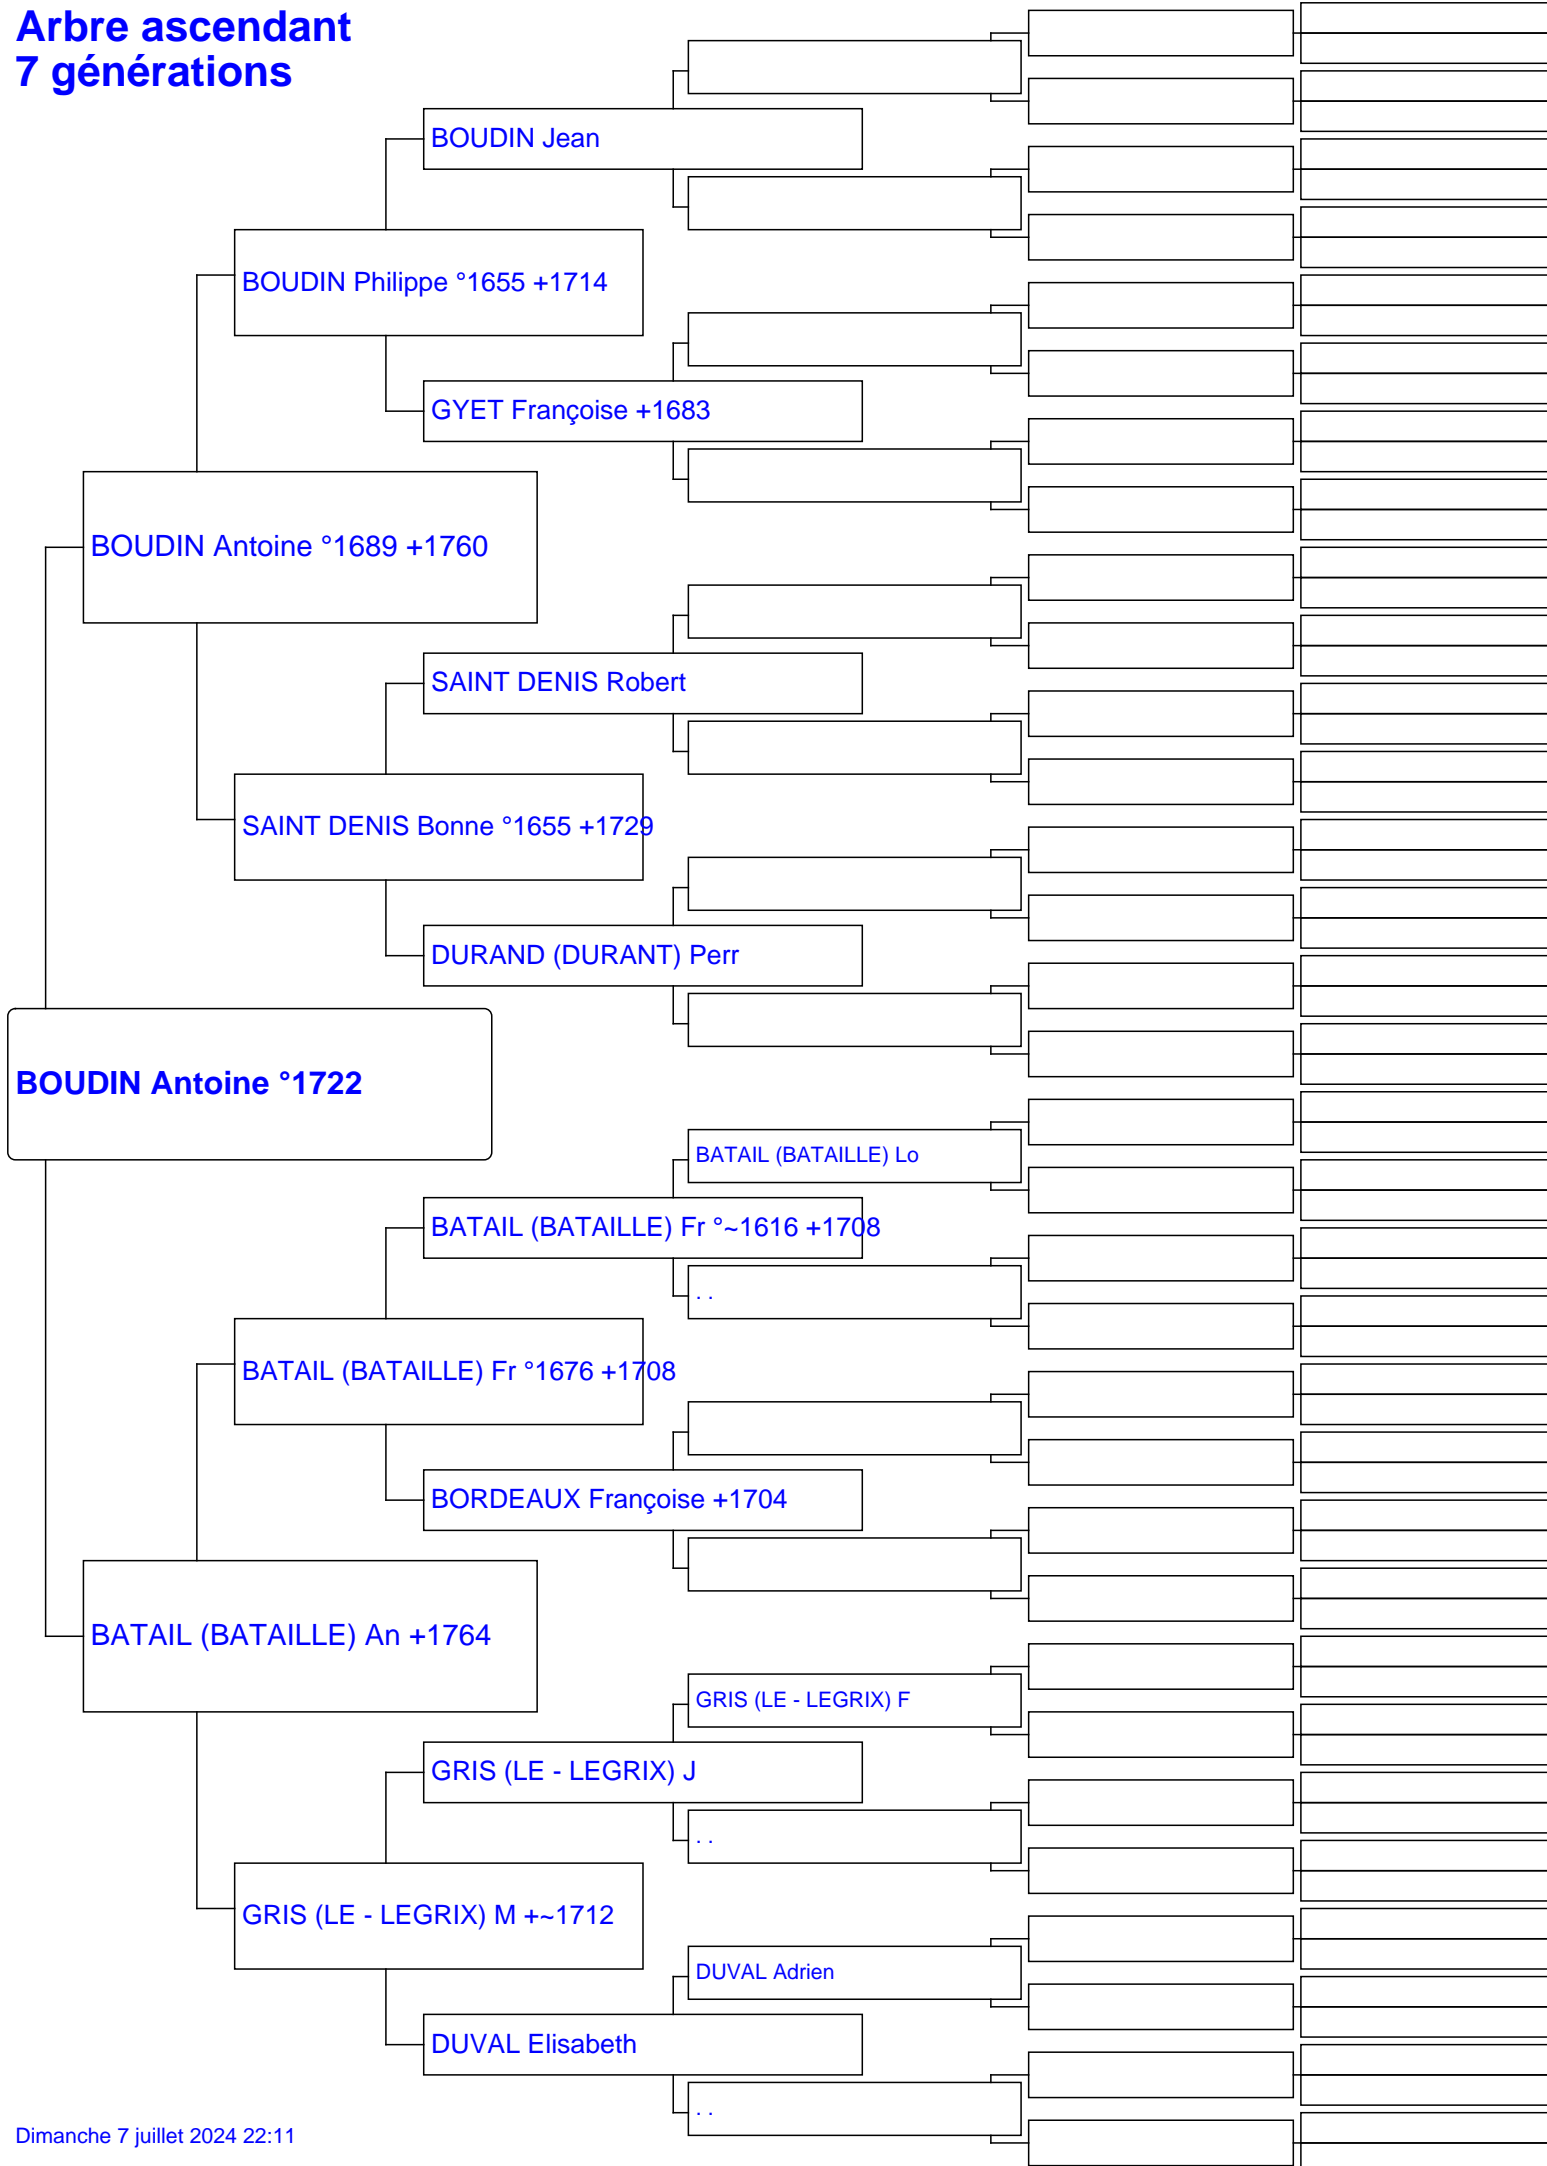 Arbre ascendant
7 générations
BOUDIN Jean
BOUDIN Philippe °1655 +1714
GYET Françoise +1683
BOUDIN Antoine °1689 +1760
SAINT DENIS Robert
SAINT DENIS Bonne °1655 +1729
DURAND (DURANT) Perr
BOUDIN Antoine °1722
BATAIL (BATAILLE) Lo
BATAIL (BATAILLE) Fr °~1616 +1708
. .
BATAIL (BATAILLE) Fr °1676 +1708
BORDEAUX Françoise +1704
BATAIL (BATAILLE) An +1764
GRIS (LE - LEGRIX) F
GRIS (LE - LEGRIX) J
. .
GRIS (LE - LEGRIX) M +~1712
DUVAL Adrien
DUVAL Elisabeth
. .
Dimanche 7 juillet 2024 22:11